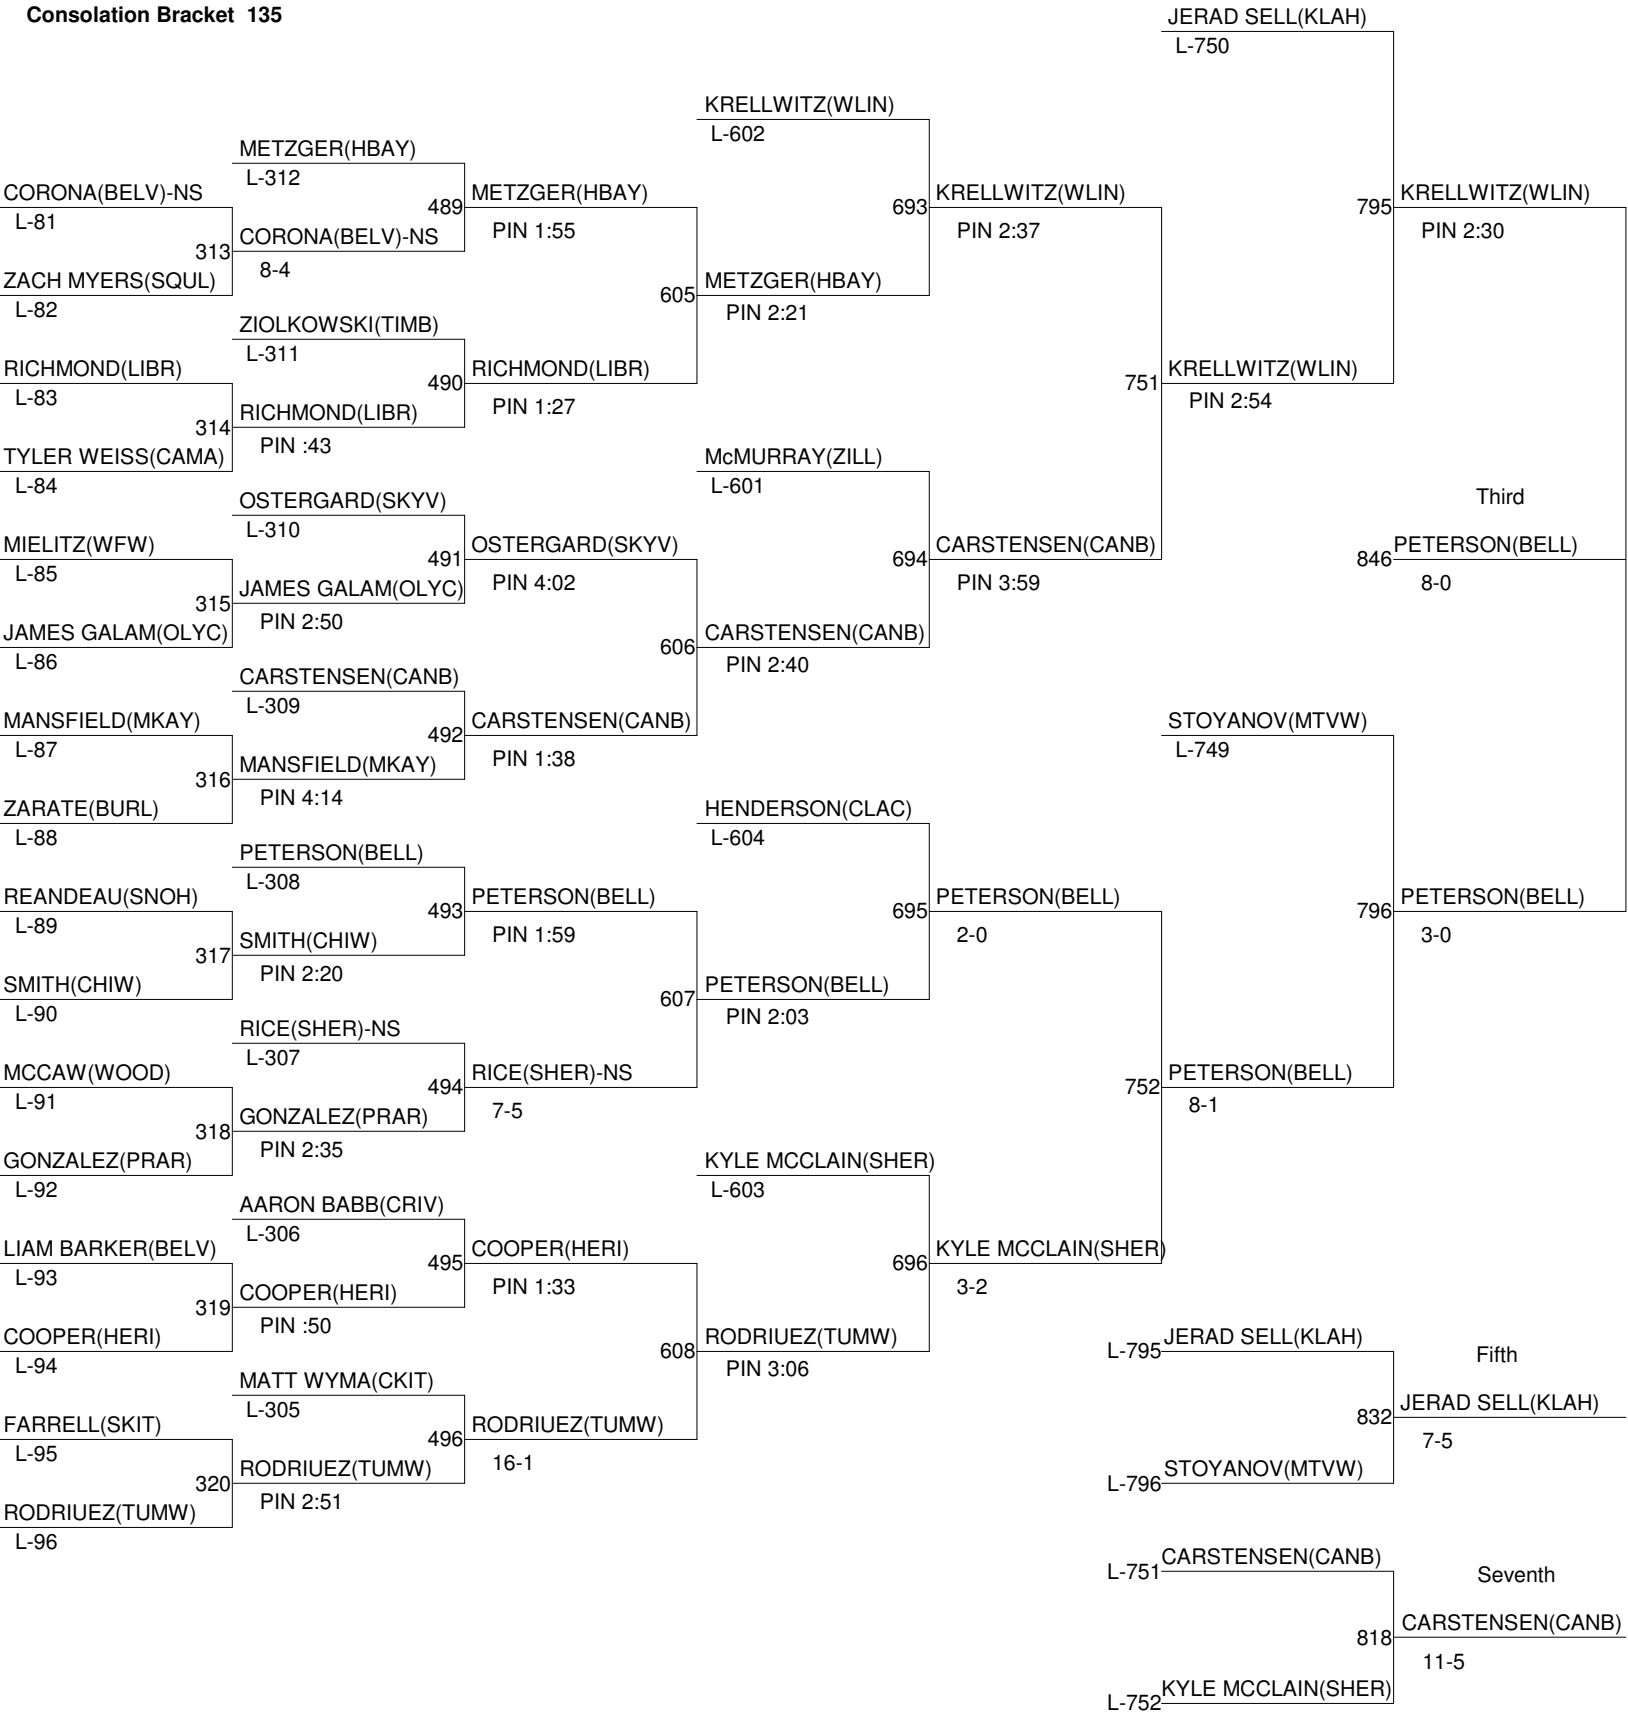 Consolation Bracket 135
CORONA(BELV)-NS
L-81
ZACH MYERS(SQUL)
L-82
RICHMOND(LIBR)
L-83
TYLER WEISS(CAMA)
L-84
MIELITZ(WFW)
L-85
JAMES GALAM(OLYC)
L-86
MANSFIELD(MKAY)
L-87
ZARATE(BURL)
L-88
REANDEAU(SNOH)
L-89
SMITH(CHIW)
L-90
MCCAW(WOOD)
L-91
GONZALEZ(PRAR)
L-92
LIAM BARKER(BELV)
L-93
COOPER(HERI)
L-94
FARRELL(SKIT)
L-95
RODRIUEZ(TUMW)
L-96
METZGER(HBAY)
L-312
313
CORONA(BELV)-NS
8-4
ZIOLKOWSKI(TIMB)
L-311
314
RICHMOND(LIBR)
PIN :43
OSTERGARD(SKYV)
L-310
315
JAMES GALAM(OLYC)
PIN 2:50
CARSTENSEN(CANB)
L-309
316
MANSFIELD(MKAY)
PIN 4:14
PETERSON(BELL)
L-308
317
SMITH(CHIW)
PIN 2:20
RICE(SHER)-NS
L-307
318
GONZALEZ(PRAR)
PIN 2:35
AARON BABB(CRIV)
L-306
319
COOPER(HERI)
PIN :50
MATT WYMA(CKIT)
L-305
320
RODRIUEZ(TUMW)
PIN 2:51
489
METZGER(HBAY)
PIN 1:55
490
RICHMOND(LIBR)
PIN 1:27
491
OSTERGARD(SKYV)
PIN 4:02
492
CARSTENSEN(CANB)
PIN 1:38
493
PETERSON(BELL)
PIN 1:59
494
RICE(SHER)-NS
7-5
495
COOPER(HERI)
PIN 1:33
496
RODRIUEZ(TUMW)
16-1
KRELLWITZ(WLIN)
L-602
605
METZGER(HBAY)
PIN 2:21
McMURRAY(ZILL)
L-601
606
CARSTENSEN(CANB)
PIN 2:40
HENDERSON(CLAC)
L-604
607
PETERSON(BELL)
PIN 2:03
KYLE MCCLAIN(SHER)
L-603
608
RODRIUEZ(TUMW)
PIN 3:06
693
KRELLWITZ(WLIN)
PIN 2:37
694
CARSTENSEN(CANB)
PIN 3:59
695
PETERSON(BELL)
2-0
696
KYLE MCCLAIN(SHER)
3-2
JERAD SELL(KLAH)
L-750
751
KRELLWITZ(WLIN)
PIN 2:54
STOYANOV(MTVW)
L-749
752
PETERSON(BELL)
8-1
795
KRELLWITZ(WLIN)
PIN 2:30
Third
846
PETERSON(BELL)
8-0
796
PETERSON(BELL)
3-0
L-795
JERAD SELL(KLAH)
L-796
STOYANOV(MTVW)
Fifth
832
JERAD SELL(KLAH)
7-5
L-751
CARSTENSEN(CANB)
L-752
KYLE MCCLAIN(SHER)
Seventh
818
CARSTENSEN(CANB)
11-5